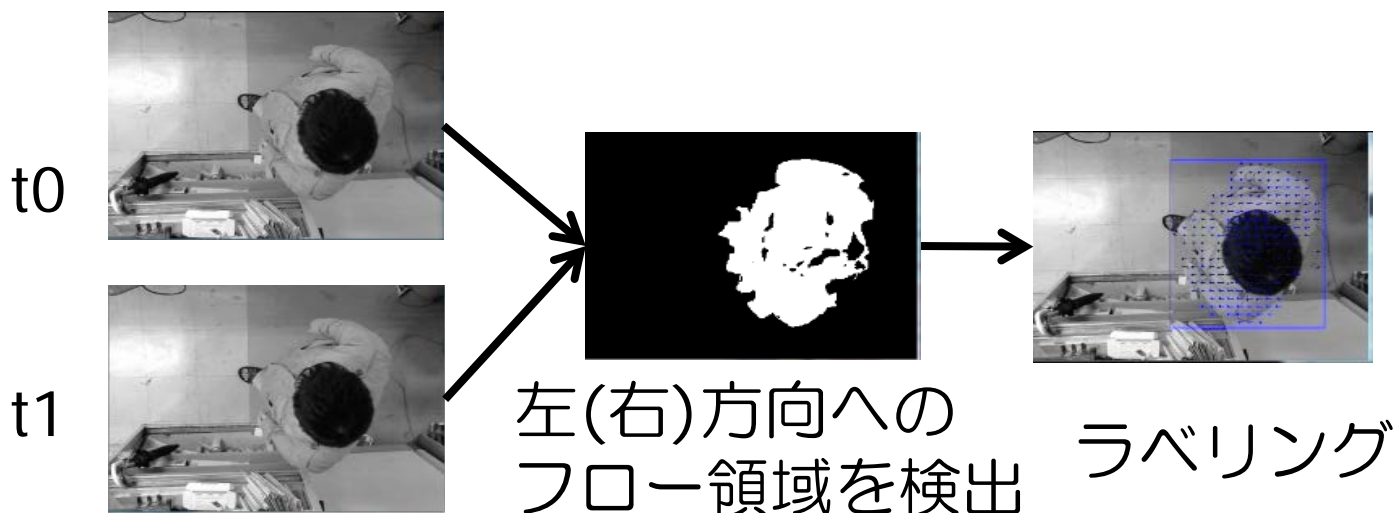 t0
t1
左(右)方向への
フロー領域を検出
ラベリング